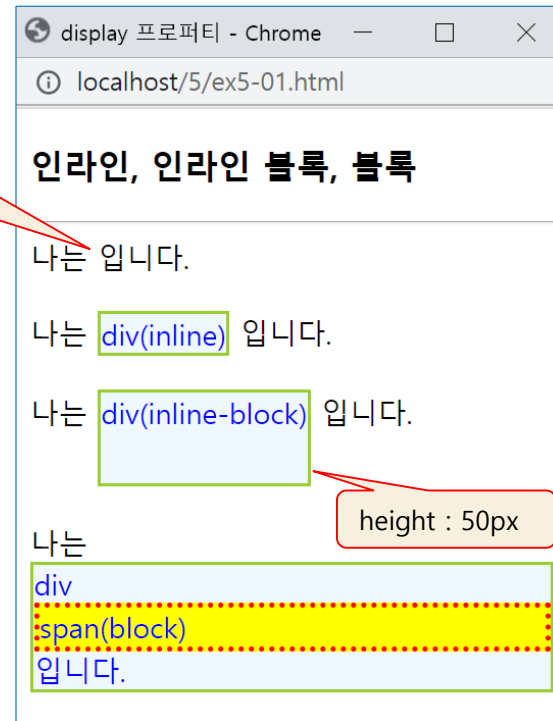 display 프로퍼티 - Chrome
localhost/5/ex5-01.html
인라인, 인라인 블록, 블록
나는 입니다.
나는 div(inline) 입니다.
나는 div(inline-block) 입니다.
height : 50px
나는
div
span(block)
입니다.